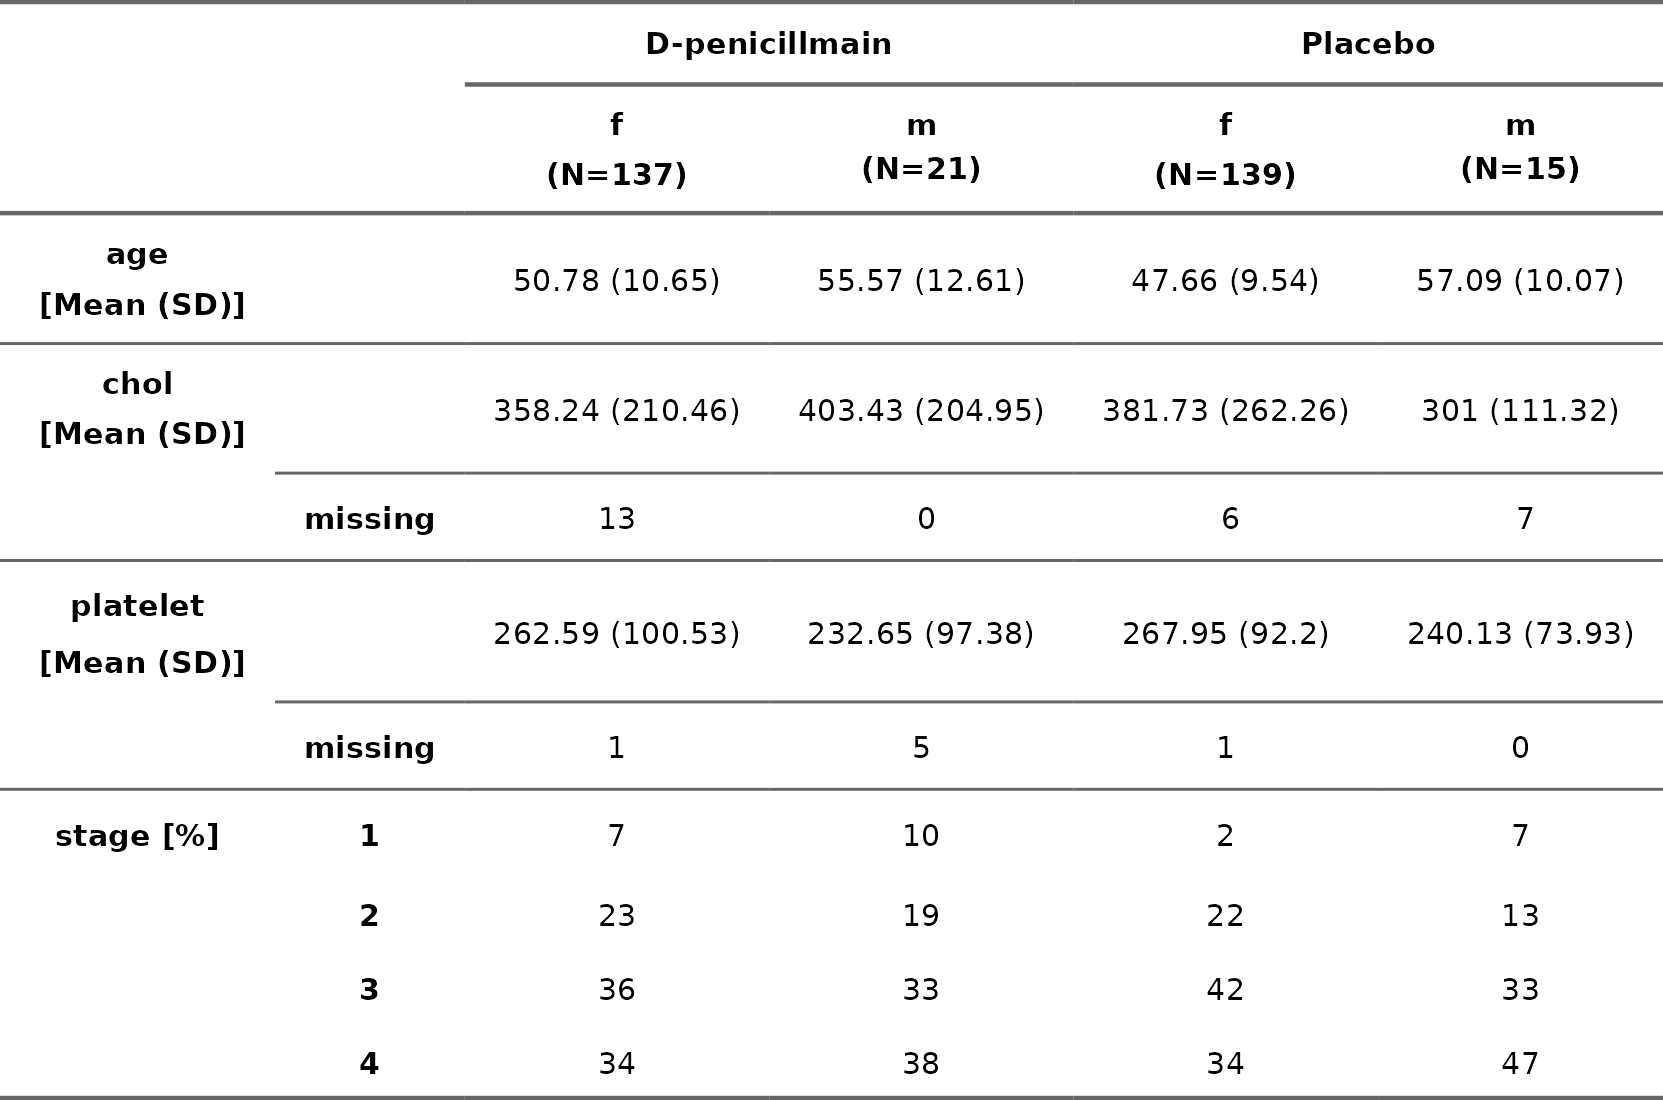 D-penicillmain Placebo
f m f m
(N=137) (N=21) (N=139) (N=15)
age
[Mean (SD)] 50.78 (10.65) 55.57 (12.61) 47.66 (9.54) 57.09 (10.07)
chol
[Mean (SD)] 358.24 (210.46) 403.43 (204.95) 381.73 (262.26) 301 (111.32)
missing 13 0 6 7
platelet
[Mean (SD)] 262.59 (100.53) 232.65 (97.38) 267.95 (92.2) 240.13 (73.93)
missing 1 5 1 0
stage [%] 1 7 10 2 7
2 23 19 22 13
3 36 33 42 33
4 34 38 34 47